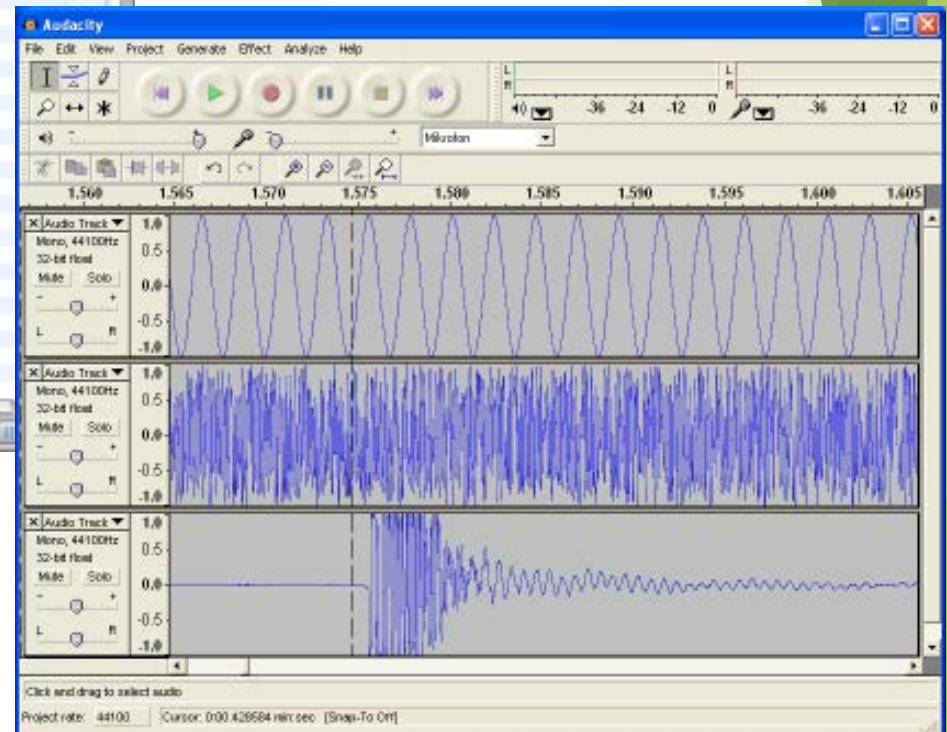 Audacity
File Edit View Project Generate Effect Analyze Help
L
R
-36 -24 -12 0
L
R
-36 -24 -12 0
- +
- +
Mikrofon
1.560 1.565 1.570 1.575 1.580 1.585 1.590 1.595 1.600 1.605
Audio Track
Mono, 44100Hz
32-bit float
Mute Solo
- +
L R
1.0
0.5
0.0
-0.5
-1.0
Audio Track
Mono, 44100Hz
32-bit float
Mute Solo
- +
L R
1.0
0.5
0.0
-0.5
-1.0
Audio Track
Mono, 44100Hz
32-bit float
Mute Solo
- +
L R
1.0
0.5
0.0
-0.5
-1.0
Click and drag to select audio
Project rate: 44100 Cursor: 0:00.428584 min:sec [Snap-To Off]